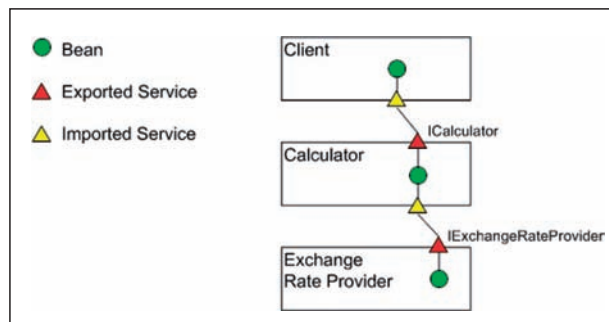 Bean
Exported Service
Imported Service
Client
ICalculator
Calculator
IExchangeRateProvider
Exchange
Rate Provider